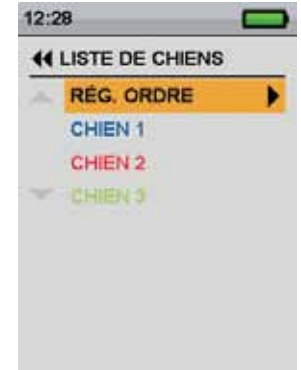 12:28
LISTE DE CHIENS
RÉG. ORDRE
CHIEN 1
CHIEN 2
CHIEN 3